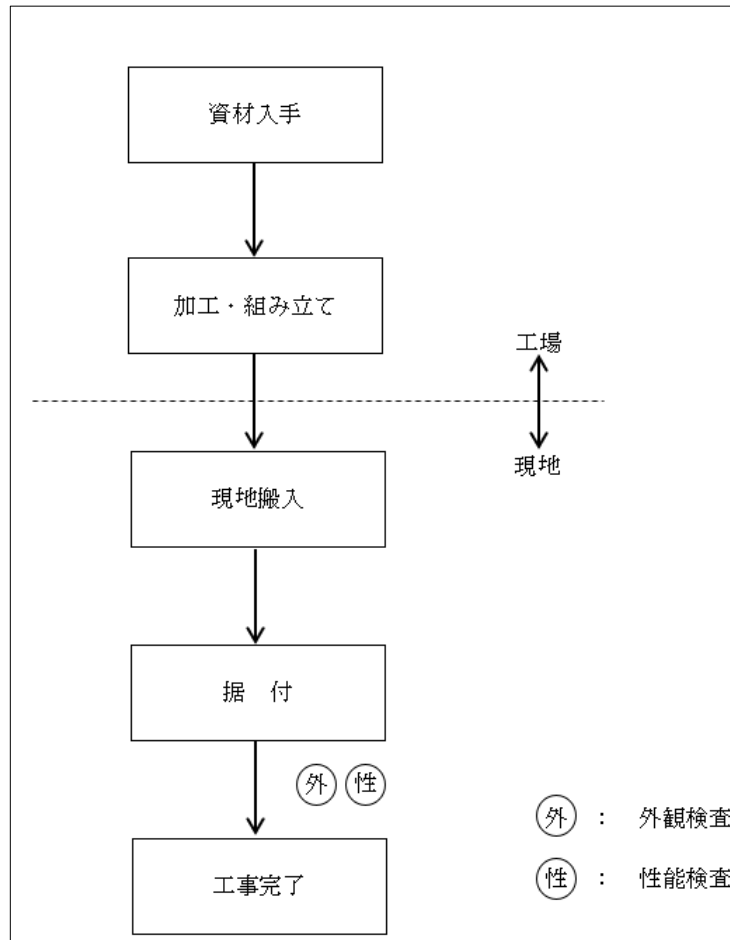 資材入手
加工・組み立て
工場
現地
現地搬入
据　付
外 性
外 ： 外観検査
工事完了
性 ： 性能検査